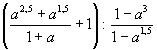 (a^{2,5} + a^{1,5} / 1 + a + 1) : 1 − a^3 / 1 − a^{1,5}